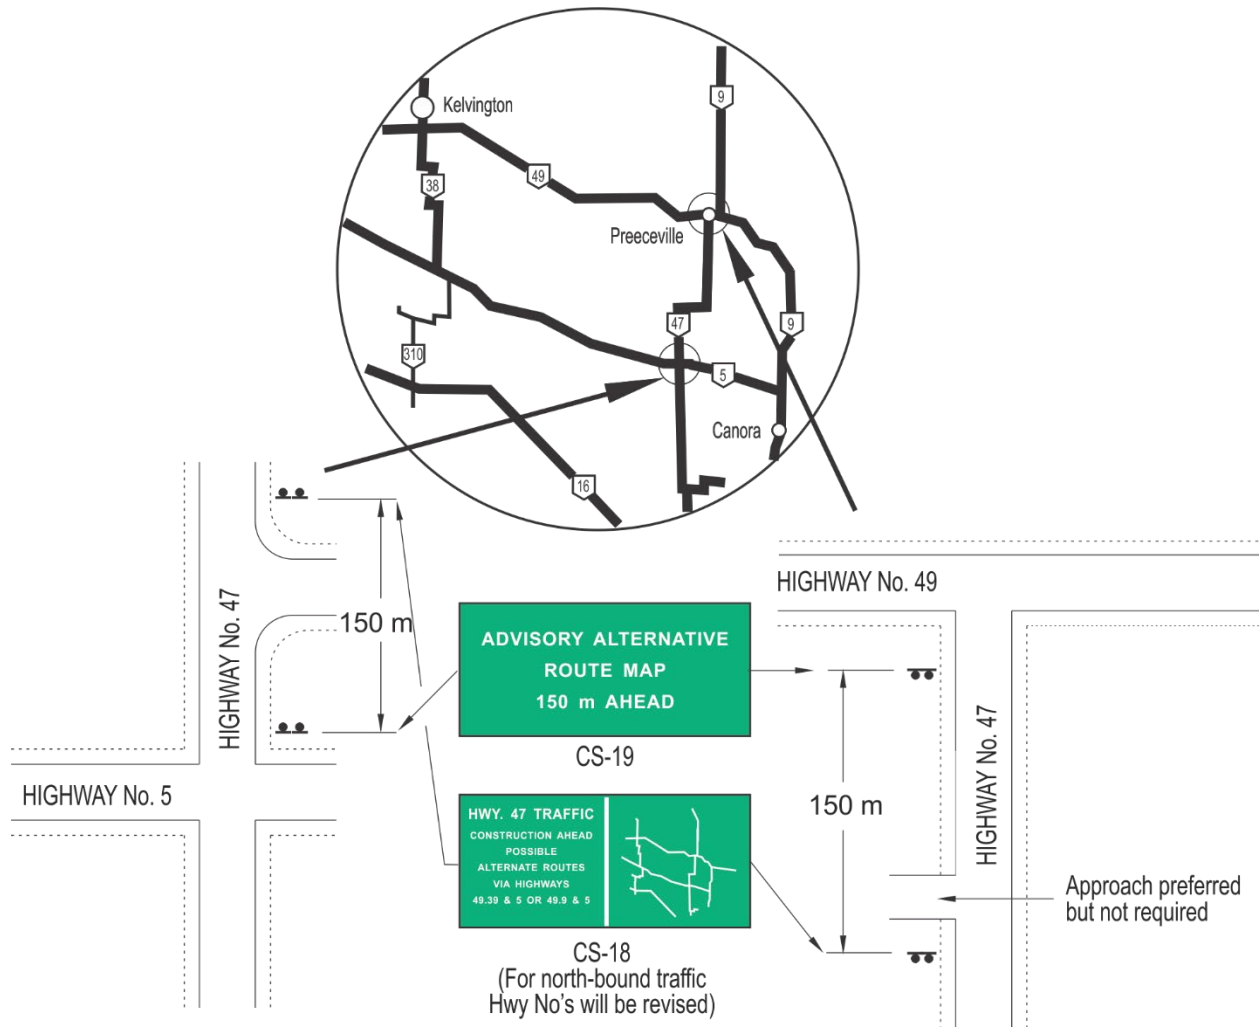 9
Kelvington
49
38
Preeceville
47
9
310
5
Canora
16
HIGHWAY No. 47
150 m
HIGHWAY No. 5
ADVISORY ALTERNATIVE
ROUTE MAP
150 m AHEAD
CS-19
HWY. 47 TRAFFIC
CONSTRUCTION AHEAD
POSSIBLE
ALTERNATE ROUTES
VIA HIGHWAYS
49.39 & 5 OR 49.9 & 5
CS-18
(For north-bound traffic
Hwy No's will be revised)
HIGHWAY No. 49
150 m
HIGHWAY No. 47
Approach preferred
but not required